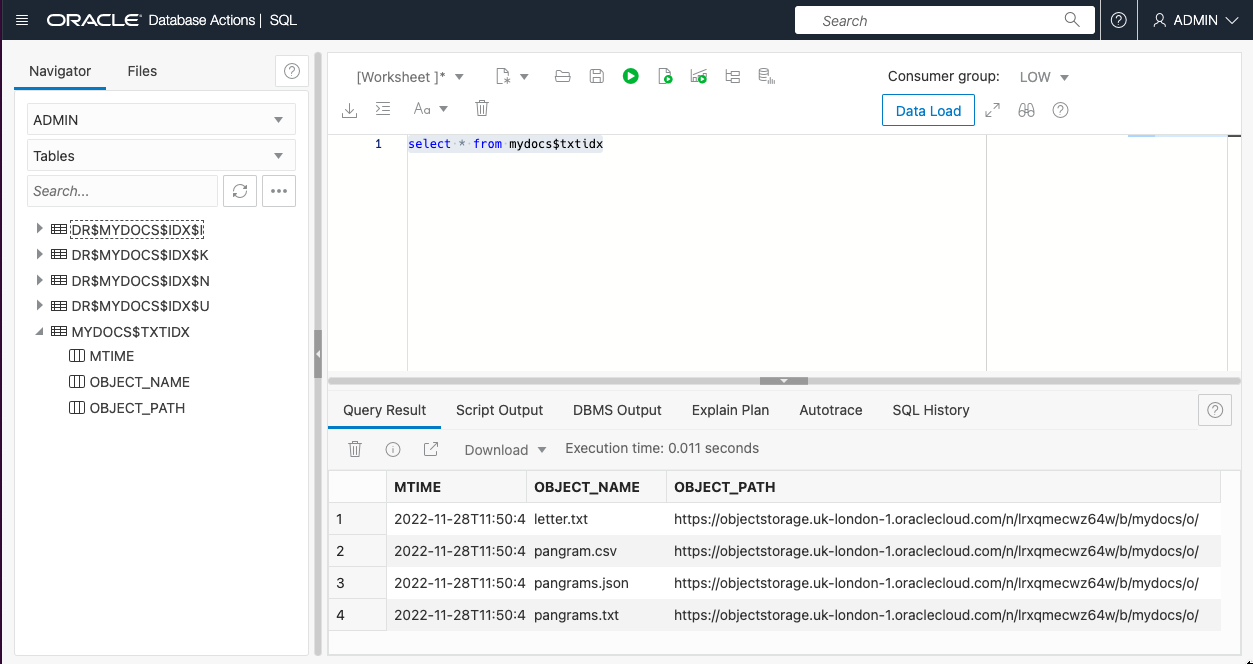 ORACLE Database Actions | SQL
Search
ADMIN
Navigator
Files
ADMIN
Tables
Search...
DR$MYDOCS$IDX$I
DR$MYDOCS$IDX$K
DR$MYDOCS$IDX$N
DR$MYDOCS$IDX$U
MYDOCS$TXTIDX
MTIME
OBJECT_NAME
OBJECT_PATH
[Worksheet ]*
Consumer group: LOW
Aa
Data Load
1 select * from mydocs$txtidx
Query Result Script Output DBMS Output Explain Plan Autotrace SQL History
Download Execution time: 0.011 seconds
MTIME OBJECT_NAME OBJECT_PATH
1 2022-11-28T11:50:4 letter.txt https://objectstorage.uk-london-1.oraclecloud.com/n/lrxqmecwz64w/b/mydocs/o/
2 2022-11-28T11:50:4 pangram.csv https://objectstorage.uk-london-1.oraclecloud.com/n/lrxqmecwz64w/b/mydocs/o/
3 2022-11-28T11:50:4 pangrams.json https://objectstorage.uk-london-1.oraclecloud.com/n/lrxqmecwz64w/b/mydocs/o/
4 2022-11-28T11:50:4 pangrams.txt https://objectstorage.uk-london-1.oraclecloud.com/n/lrxqmecwz64w/b/mydocs/o/